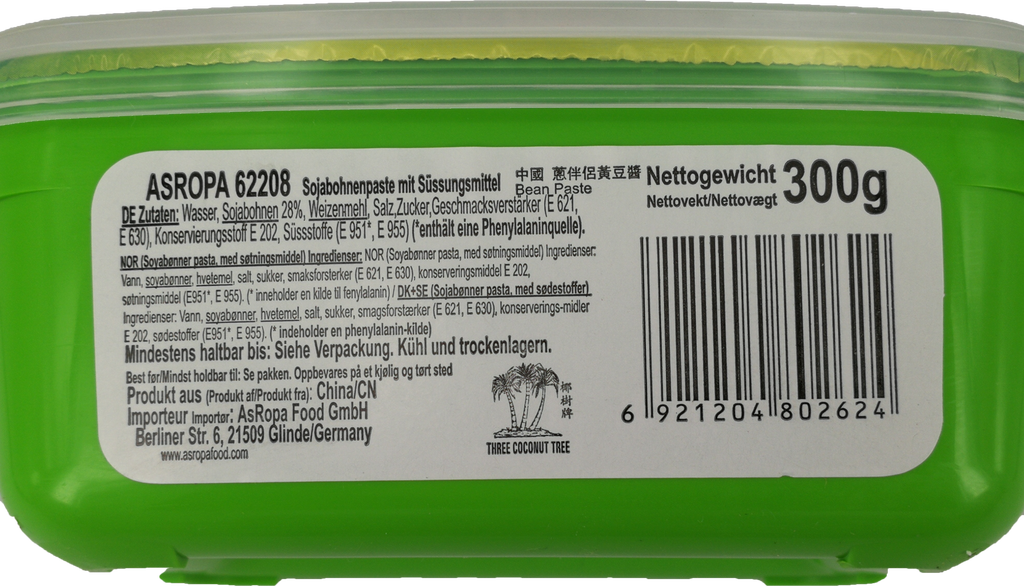 ASROPA 62208 Sojabohnenpaste mit Süssungsmittel
中國 蔥伴侶黃豆醬
Bean Paste
Nettogewicht 300g
Nettovekt/Nettovægt
DE Zutaten: Wasser, Sojabohnen 28%, Weizenmehl, Salz,Zucker,Geschmacksverstärker (E 621,
E 630), Konservierungsstoff E 202, Süssstoffe (E 951*, E 955) (*enthält eine Phenylalaninquelle).
NOR (Soyabønner pasta, med søtningsmiddel) Ingredienser: NOR (Soyabønner pasta, med søtningsmiddel) Ingredienser:
Vann, soyabønner, hvetemel, salt, sukker, smaksforsterker (E 621, E 630), konserveringsmiddel E 202,
søtningsmiddel (E951*, E 955). (* inneholder en kilde til fenylalanin) / DK+SE (Sojabønner pasta, med sødestoffer)
Ingredienser: Vann, soyabønner, hvetemel, salt, sukker, smagsforstærker (E 621, E 630), konserverings-midler
E 202, sødestoffer (E951*, E 955). (* indeholder en phenylalanin-kilde)
Mindestens haltbar bis: Siehe Verpackung. Kühl und trockenlagern.
Best før/Mindst holdbar til: Se pakken. Oppbevares på et kjølig og tørt sted
Produkt aus (Produkt af/Produkt fra): China/CN
Importeur Importør: AsRopa Food GmbH
Berliner Str. 6, 21509 Glinde/Germany
www.asropafood.com
椰樹牌
THREE COCONUT TREE
6 921204 802624